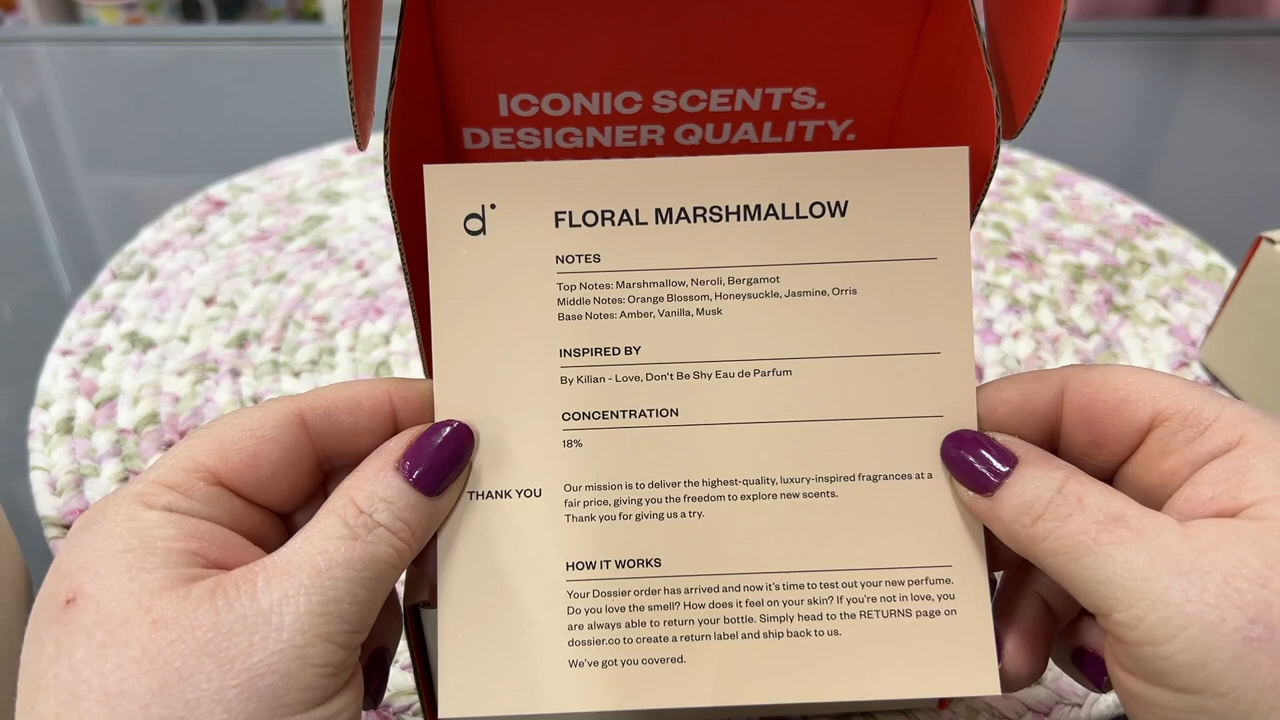 ICONIC SCENTS.
DESIGNER QUALITY.
d
FLORAL MARSHMALLOW
NOTES
Top Notes: Marshmallow, Neroli, Bergamot
Middle Notes: Orange Blossom, Honeysuckle, Jasmine, Orris
Base Notes: Amber, Vanilla, Musk
INSPIRED BY
By Kilian - Love, Don't Be Shy Eau de Parfum
CONCENTRATION
18%
THANK YOU
Our mission is to deliver the highest-quality, luxury-inspired fragrances at a
fair price, giving you the freedom to explore new scents.
Thank you for giving us a try.
HOW IT WORKS
Your Dossier order has arrived and now it's time to test out your new perfume.
Do you love the smell? How does it feel on your skin? If you're not in love, you
are always able to return your bottle. Simply head to the RETURNS page on
dossier.co to create a return label and ship back to us.
We've got you covered.